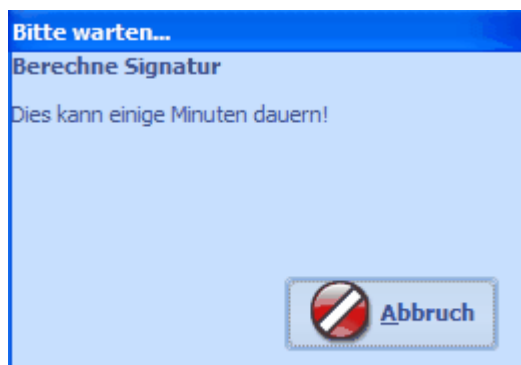 Bitte warten...
Berechne Signatur
Dies kann einige Minuten dauern!
Abbruch